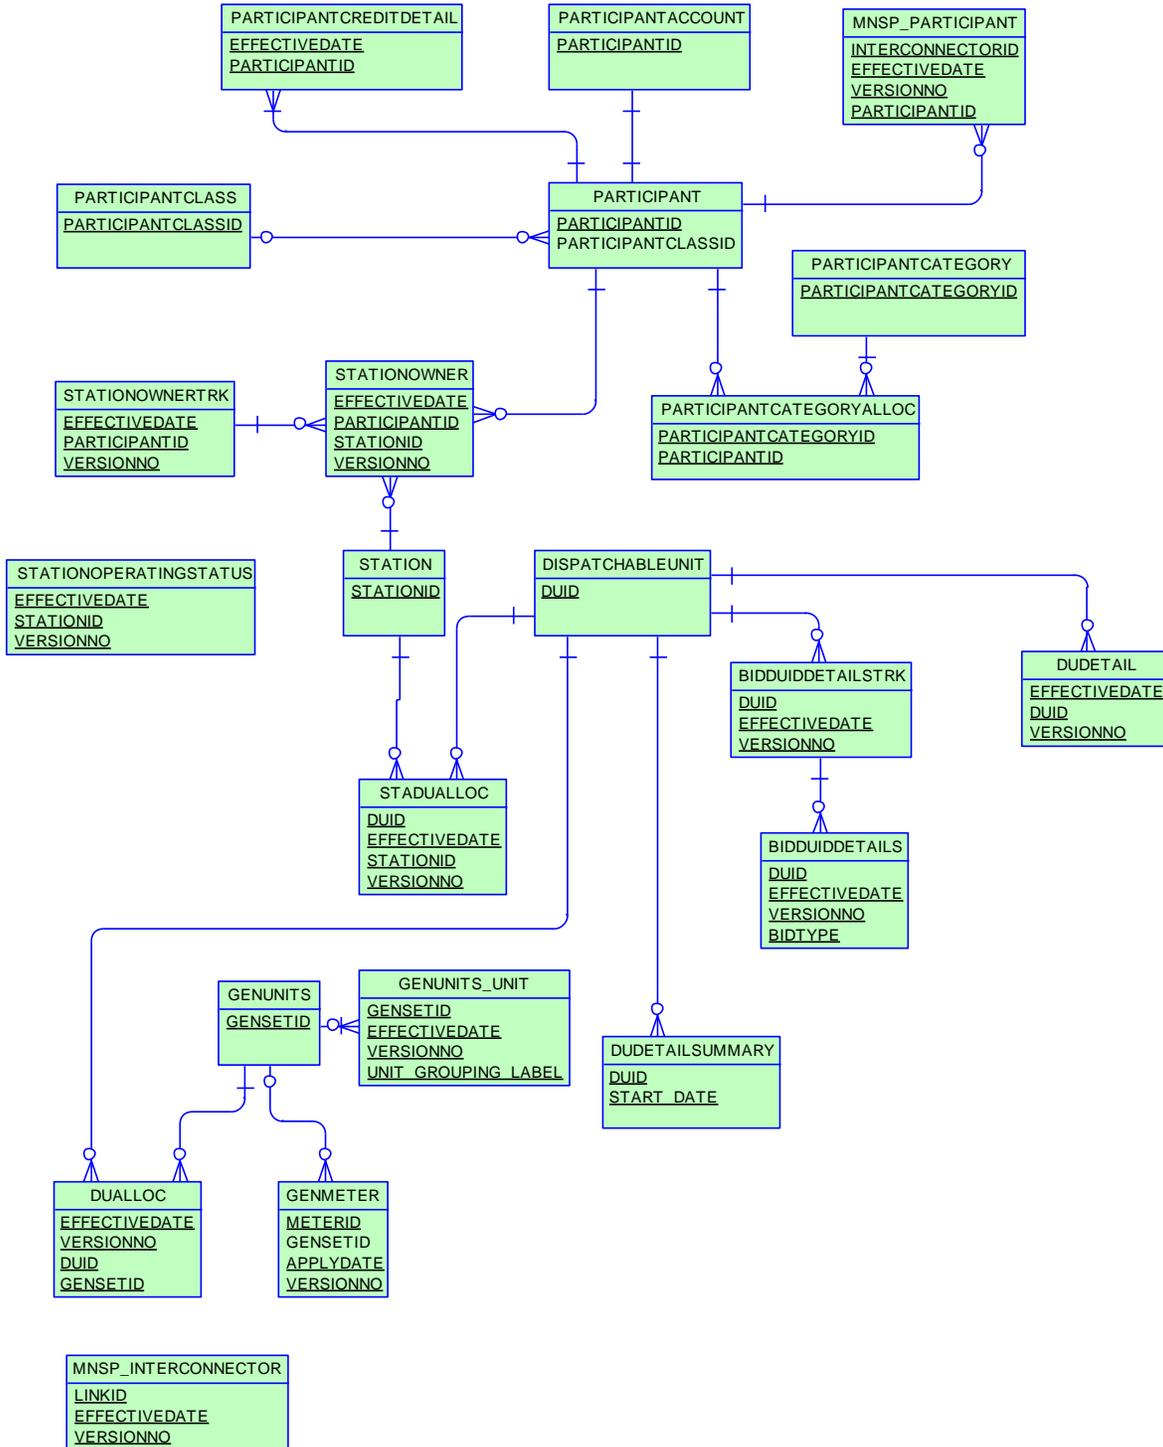 PARTICIPANTCREDITDETAIL
EFFECTIVEDATE
PARTICIPANTID
PARTICIPANTACCOUNT
PARTICIPANTID
MNSP_PARTICIPANT
INTERCONNECTORID
EFFECTIVEDATE
VERSIONNO
PARTICIPANTID
PARTICIPANTCLASS
PARTICIPANTCLASSID
PARTICIPANT
PARTICIPANTID
PARTICIPANTCLASSID
PARTICIPANTCATEGORY
PARTICIPANTCATEGORYID
STATIONOWNERTRK
EFFECTIVEDATE
PARTICIPANTID
VERSIONNO
STATIONOWNER
EFFECTIVEDATE
PARTICIPANTID
STATIONID
VERSIONNO
PARTICIPANTCATEGORYALLOC
PARTICIPANTCATEGORYID
PARTICIPANTID
STATIONOPERATINGSTATUS
EFFECTIVEDATE
STATIONID
VERSIONNO
STATION
STATIONID
DISPATCHABLEUNIT
DUID
BIDDUIDDETAILSTRK
DUID
EFFECTIVEDATE
VERSIONNO
DUDETAIL
EFFECTIVEDATE
DUID
VERSIONNO
STADUALLOC
DUID
EFFECTIVEDATE
STATIONID
VERSIONNO
BIDDUIDDETAILS
DUID
EFFECTIVEDATE
VERSIONNO
BIDTYPE
GENUNITS
GENSETID
GENUNITS_UNIT
GENSETID
EFFECTIVEDATE
VERSIONNO
UNIT_GROUPING_LABEL
DUDETAILSUMMARY
DUID
START_DATE
DUALLOC
EFFECTIVEDATE
VERSIONNO
DUID
GENSETID
GENMETER
METERID
GENSETID
APPLYDATE
VERSIONNO
MNSP_INTERCONNECTOR
LINKID
EFFECTIVEDATE
VERSIONNO